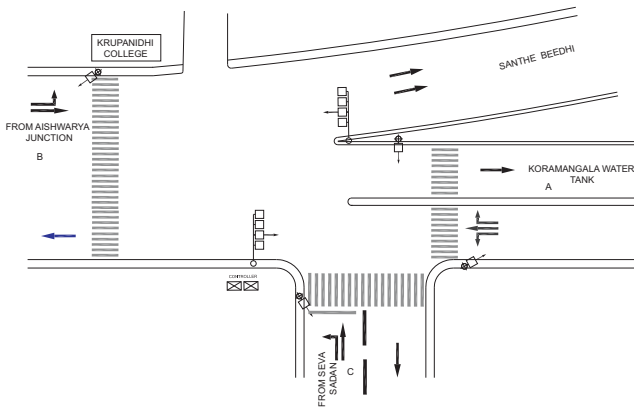 KRUPANIDHI
COLLEGE
SANTHE BEEDHI
FROM AISHWARYA
JUNCTION
B
KORAMANGALA WATER
TANK
A
CONTROLLER
FROM SEVA
SADAN
C